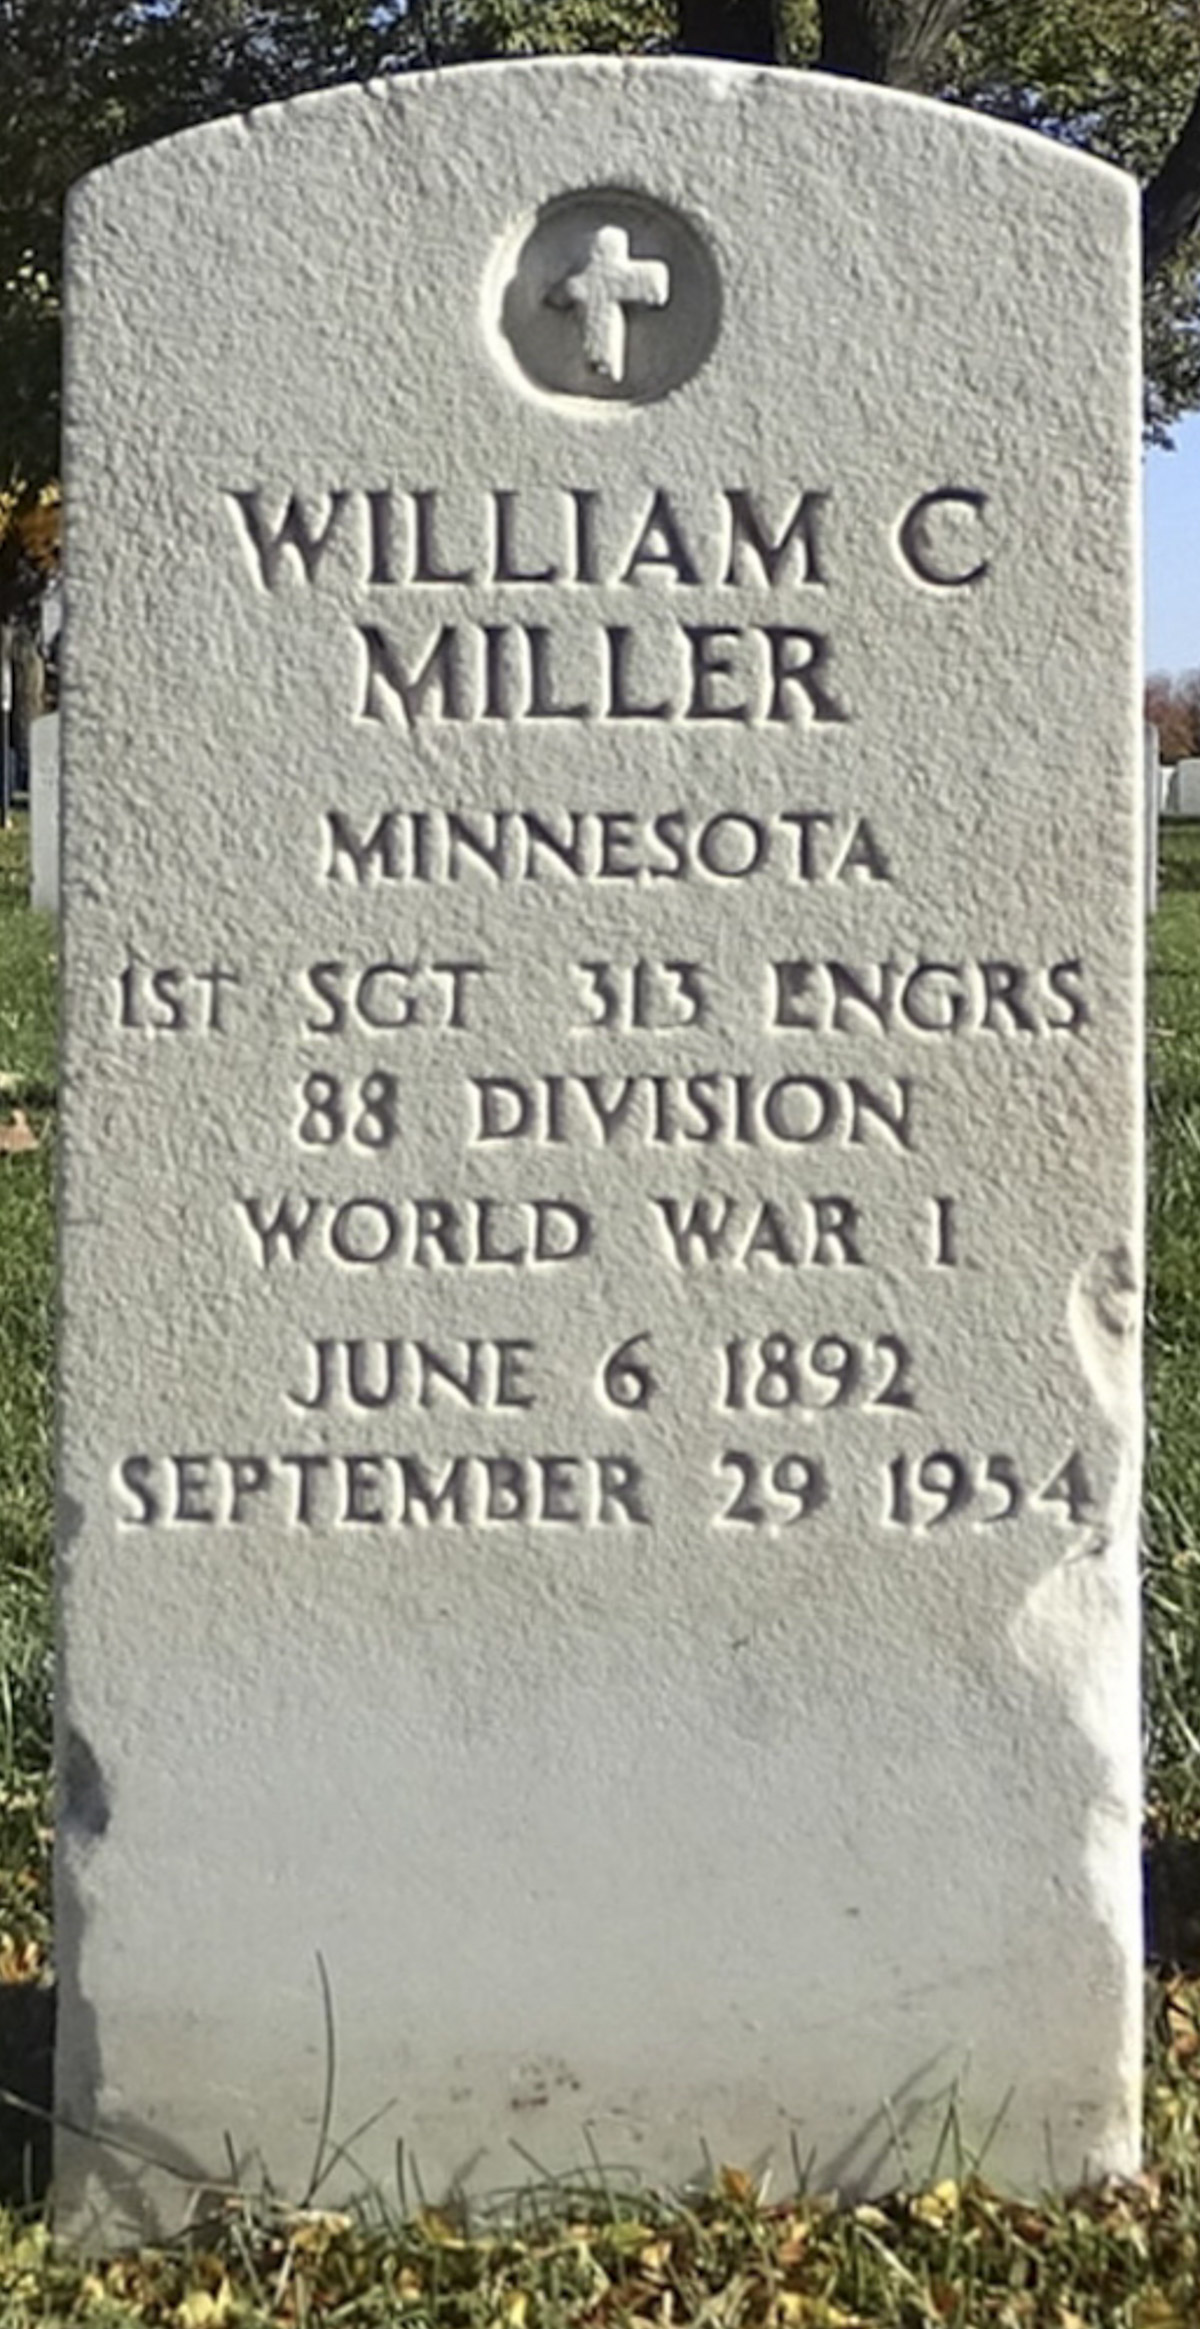 WILLIAM C
MILLER
MINNESOTA
1ST SGT 313 ENGRS
88 DIVISION
WORLD WAR I
JUNE 6 1892
SEPTEMBER 29 1954